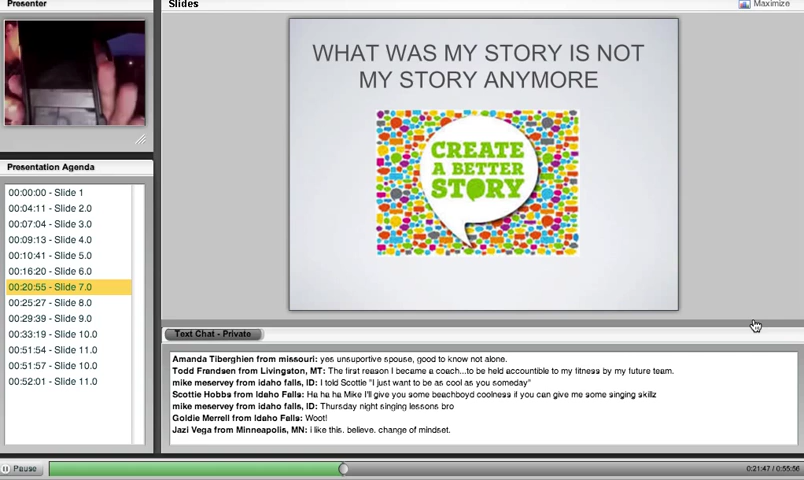 Presenter
Slides
Maximize
WHAT WAS MY STORY IS NOT
MY STORY ANYMORE
CREATE
A BETTER
STORY
Presentation Agenda
00:00:00 - Slide 1
00:04:11 - Slide 2.0
00:07:04 - Slide 3.0
00:09:13 - Slide 4.0
00:10:41 - Slide 5.0
00:16:20 - Slide 6.0
00:20:55 - Slide 7.0
00:25:27 - Slide 8.0
00:29:39 - Slide 9.0
00:33:19 - Slide 10.0
00:51:54 - Slide 11.0
00:51:57 - Slide 10.0
00:52:01 - Slide 11.0
Text Chat - Private
Amanda Tiberghien from missouri: yes unsuportive spouse, good to know not alone.
Todd Frandsen from Livingston, MT: The first reason I became a coach...to be held accountible to my fitness by my future team.
mike meservey from idaho falls, ID: I told Scottie "I just want to be as cool as you someday"
Scottie Hobbs from Idaho Falls: Ha ha ha Mike I'll give you some beachboyd coolness if you can give me some singing skillz
mike meservey from idaho falls, ID: Thursday night singing lessons bro
Goldie Merrell from Idaho Falls: Woot!
Jazi Vega from Minneapolis, MN: i like this. believe. change of mindset.
Pause
0:21:47 / 0:55:56